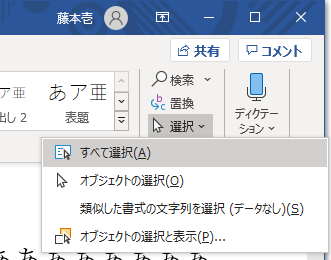 藤本壱
共有
コメント
あア亜
あア亜
検索
出し 2
表題
置換
選択
ディクテ
ーション
すべて選択(A)
オブジェクトの選択(O)
類似した書式の文字列を選択 (データなし)(S)
オブジェクトの選択と表示(P)...